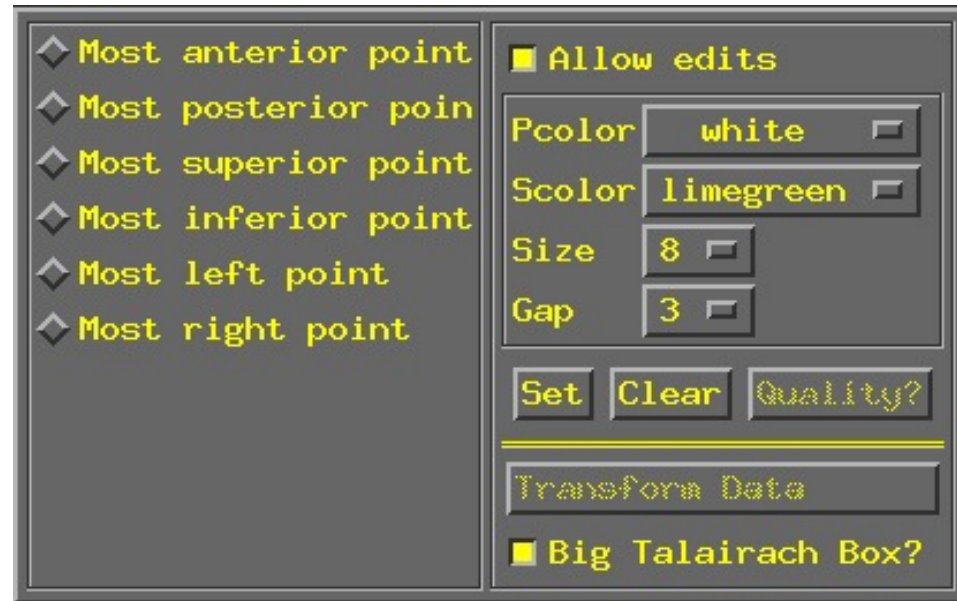 Most anterior point
Most posterior poin
Most superior point
Most inferior point
Most left point
Most right point
Allow edits
Pcolor white
Scolor limegreen
Size 8
Gap 3
Set Clear Quality?
Transform Data
Big Talairach Box?